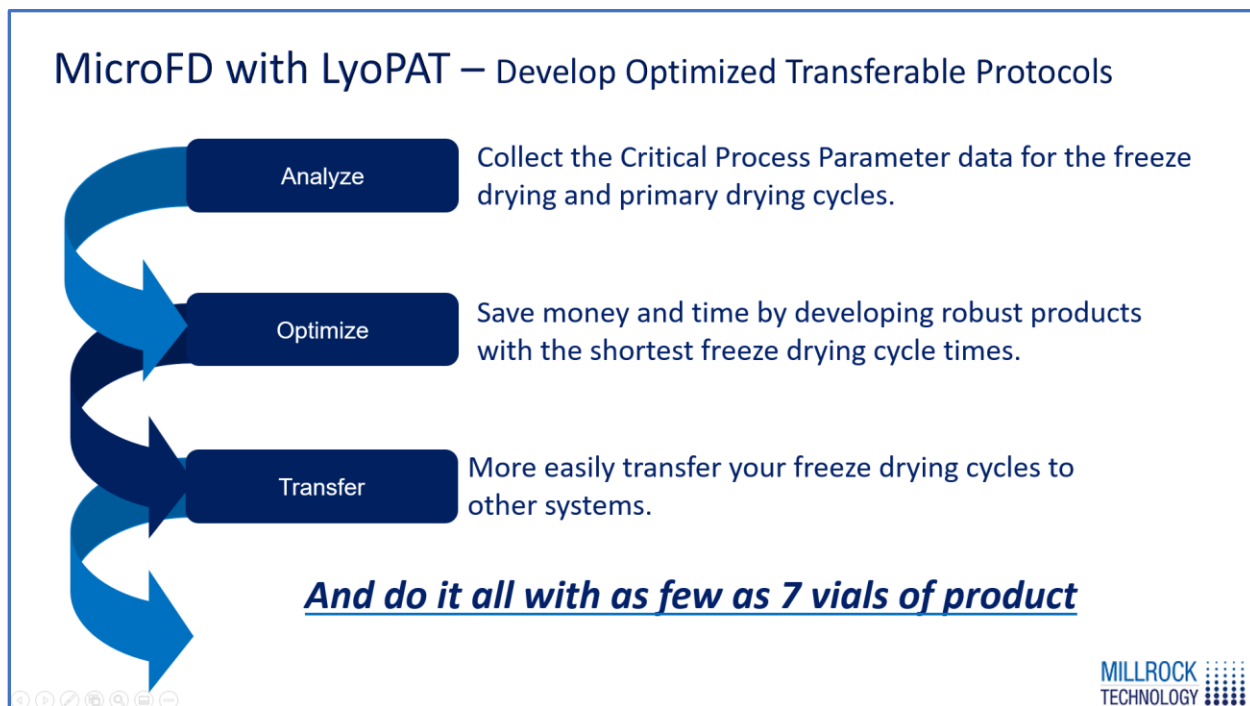 MicroFD with LyoPAT – Develop Optimized Transferable Protocols
Analyze
Collect the Critical Process Parameter data for the freeze
drying and primary drying cycles.
Optimize
Save money and time by developing robust products
with the shortest freeze drying cycle times.
Transfer
More easily transfer your freeze drying cycles to
other systems.
And do it all with as few as 7 vials of product
MILLROCK
TECHNOLOGY